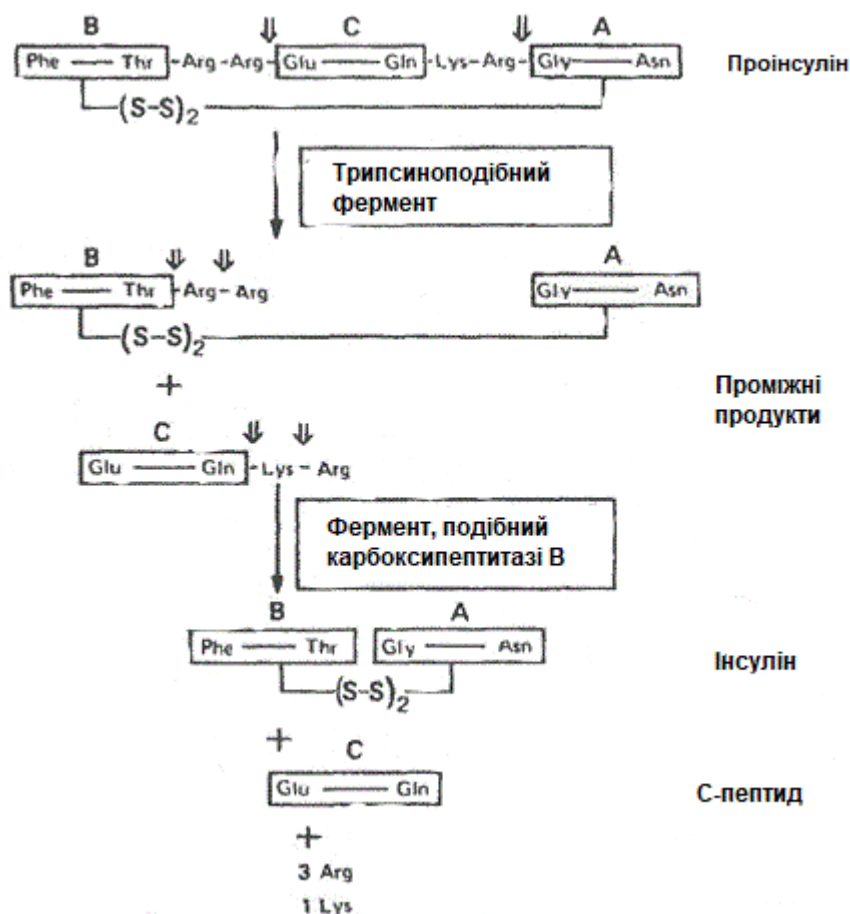 B C A
Phe — Thr -Arg -Arg - Glu — Gln -Lys - Arg - Gly — Asn Проінсулін
(S-S)2
Трипсиноподібний
фермент
B A
Phe — Thr -Arg - Arg Gly — Asn
(S-S)2
+
Проміжні
продукти
C
Glu — Gln -Lys - Arg
Фермент, подібний
карбоксипептитазі В
B A
Phe — Thr Gly — Asn Інсулін
(S-S)2
+
C
Glu — Gln С-пептид
+
3 Arg
1 Lys